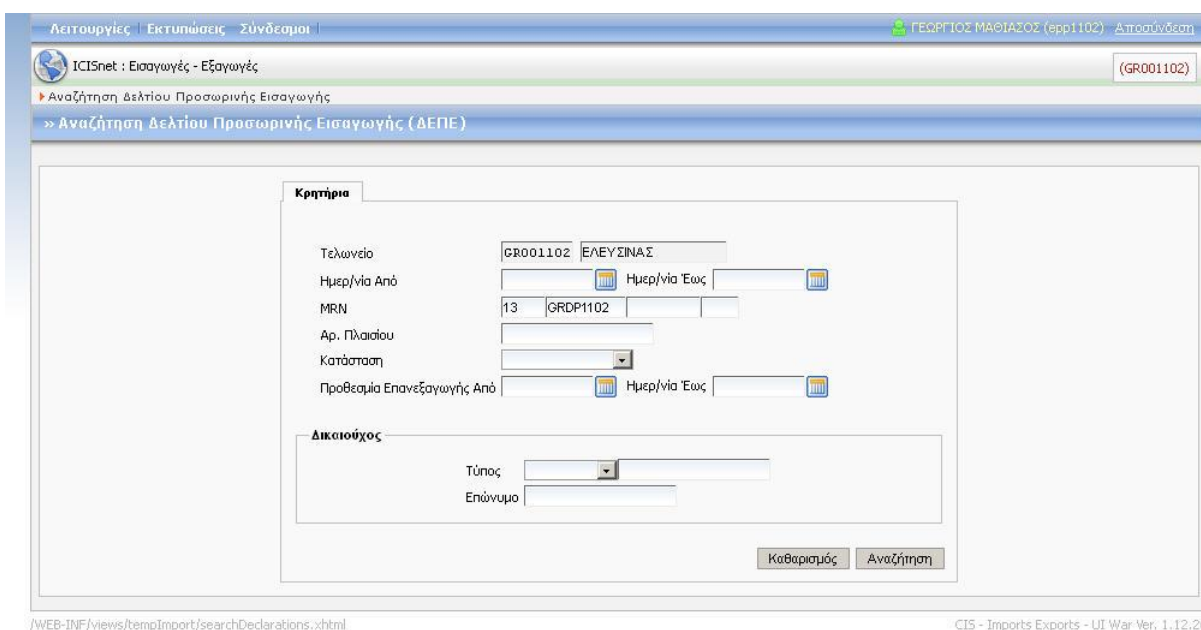 Λειτουργίες | Εκτυπώσεις Σύνδεσμοι | ΓΕΩΡΓΙΟΣ ΜΑΘΙΑΣΟΣ (epp1102) Αποσύνδεση
ICISnet : Εισαγωγές - Εξαγωγές (GR001102)
Αναζήτηση Δελτίου Προσωρινής Εισαγωγής
» Αναζήτηση Δελτίου Προσωρινής Εισαγωγής (ΔΕΠΕ)
Κρητήρια
Τελωνείο GR001102 ΕΛΕΥΣΙΝΑΣ
Ημερ/νία Από Ημερ/νία Έως
MRN 13 GRDP1102
Αρ. Πλαισίου
Κατάσταση
Προθεσμία Επανεξαγωγής Από Ημερ/νία Έως
Δικαιούχος
Τύπος
Επώνυμο
Καθαρισμός Αναζήτηση
/WEB-INF/views/tempImport/searchDeclarations.xhtml CIS - Imports Exports - UI War Ver. 1.12.2